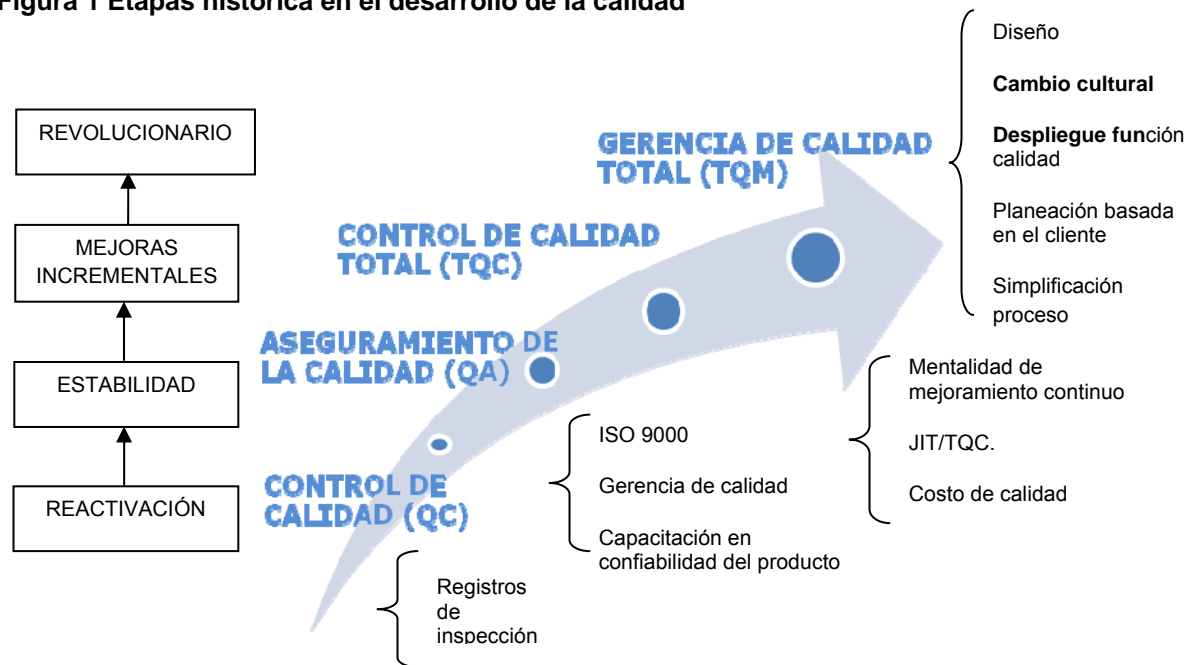 Figura 1 Etapas histórica en el desarrollo de la calidad
REVOLUCIONARIO
MEJORAS
INCREMENTALES
ESTABILIDAD
REACTIVACIÓN
GERENCIA DE CALIDAD
TOTAL (TQM)
CONTROL DE CALIDAD
TOTAL (TQC)
ASEGURAMIENTO DE
LA CALIDAD (QA)
CONTROL DE
CALIDAD (QC)
Diseño
Cambio cultural
Despliegue función
calidad
Planeación basada
en el cliente
Simplificación
proceso
Mentalidad de
mejoramiento continuo
JIT/TQC.
Costo de calidad
ISO 9000
Gerencia de calidad
Capacitación en
confiabilidad del producto
Registros
de
inspección